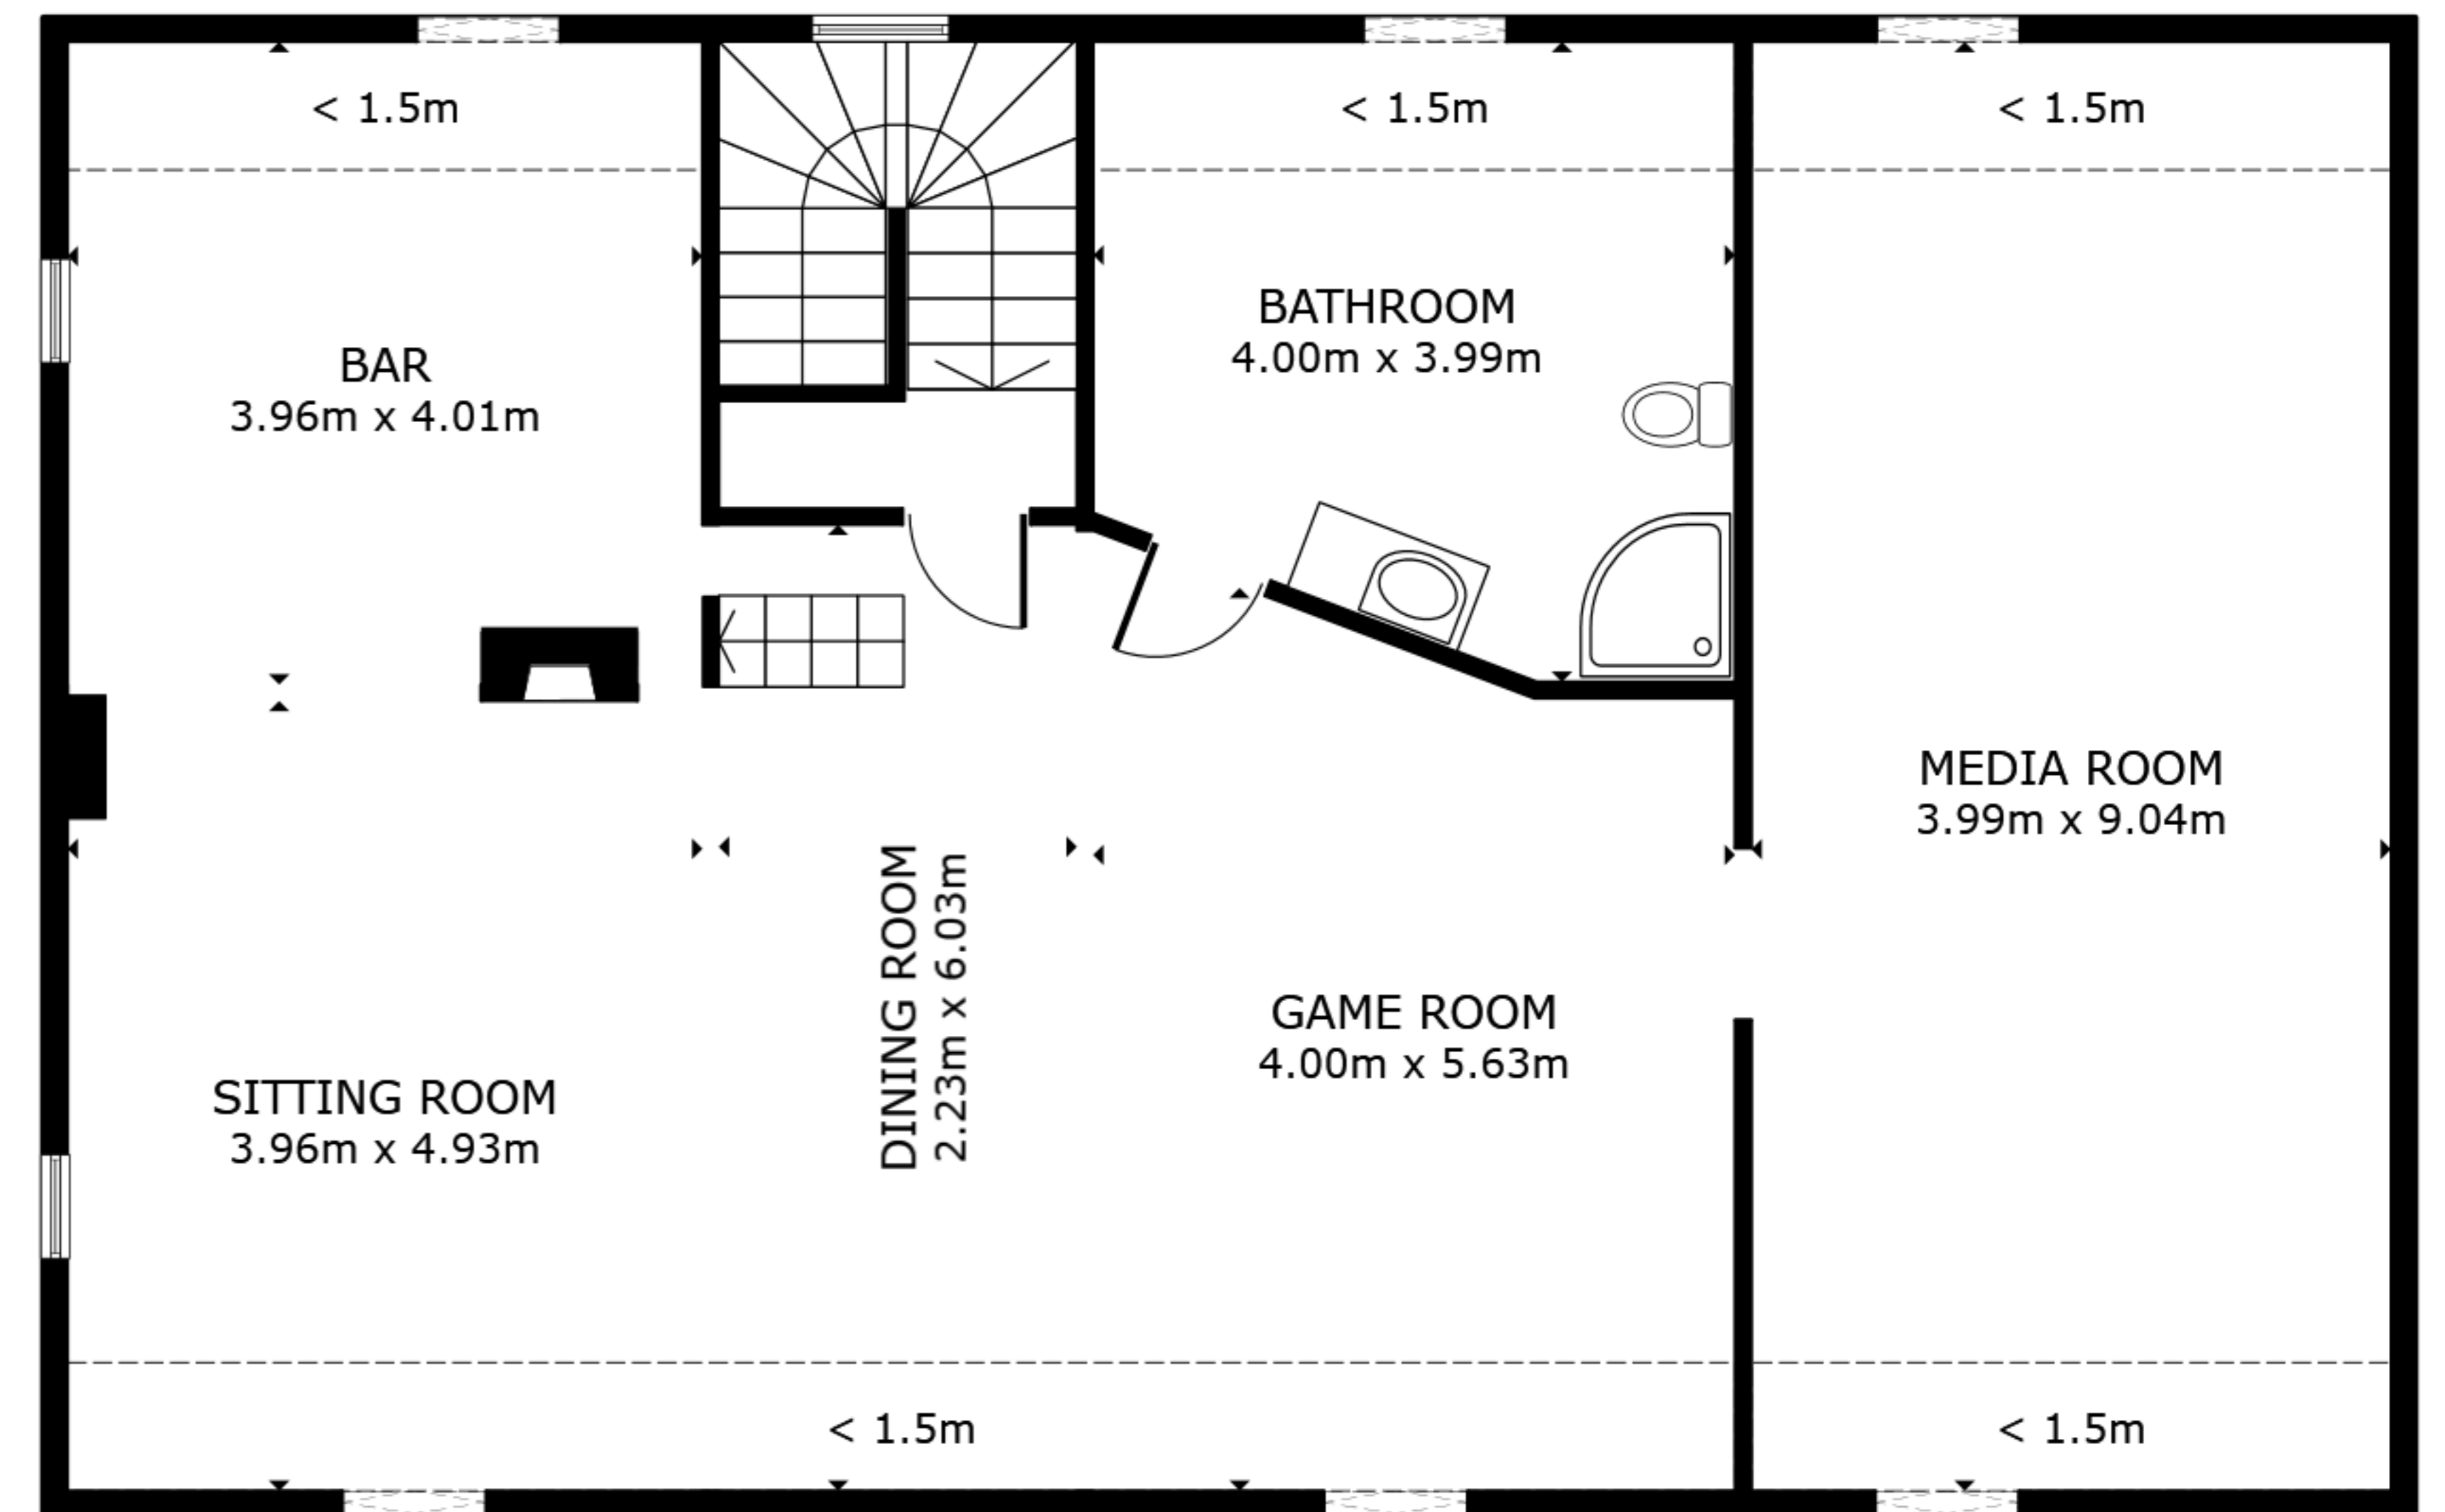 < 1.5m
< 1.5m
< 1.5m
BATHROOM
4.00m x 3.99m
BAR
3.96m x 4.01m
MEDIA ROOM
3.99m x 9.04m
DINING ROOM
2.23m x 6.03m
GAME ROOM
4.00m x 5.63m
SITTING ROOM
3.96m x 4.93m
< 1.5m
< 1.5m